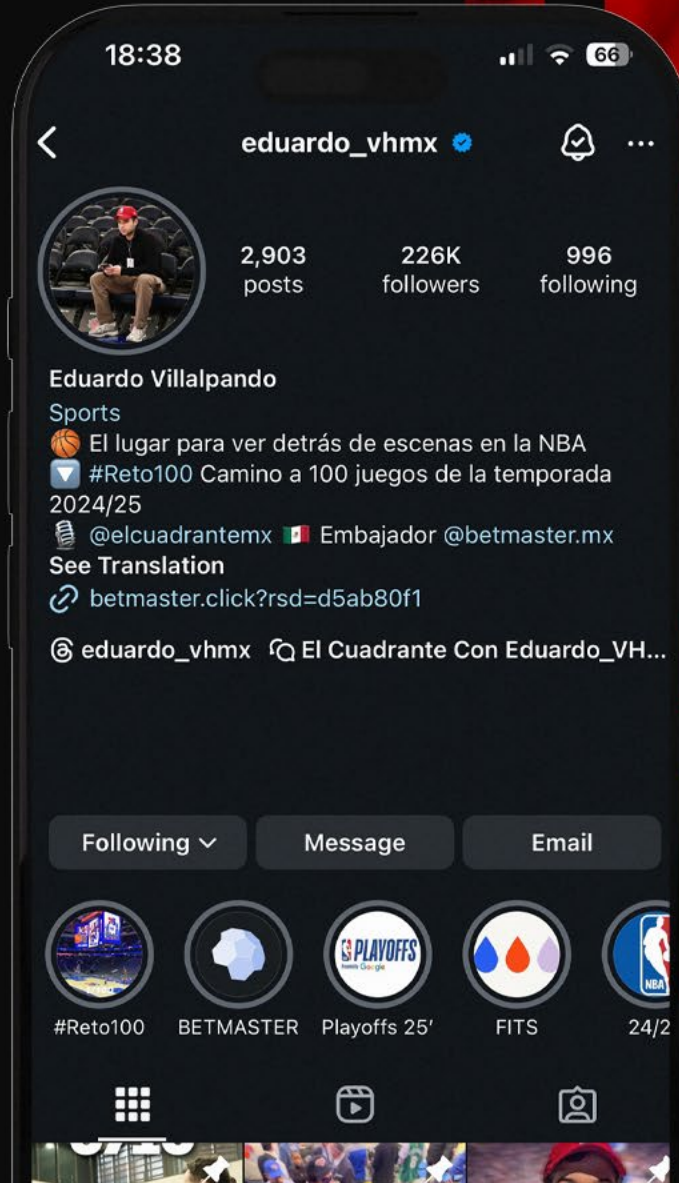 18:38
66
eduardo_vhmx
2,903
226K
996
posts
followers
following
Eduardo Villalpando
Sports
🏀 El lugar para ver detrás de escenas en la NBA
🔽 #Reto100 Camino a 100 juegos de la temporada
2024/25
🎙️ @elcuadrantemx 🇲🇽 Embajador @betmaster.mx
See Translation
betmaster.click?rsd=d5ab80f1
eduardo_vhmx El Cuadrante Con Eduardo_VH...
Following
Message
Email
PLAYOFFS
Google
NBA
#Reto100
BETMASTER
Playoffs 25'
FITS
24/2